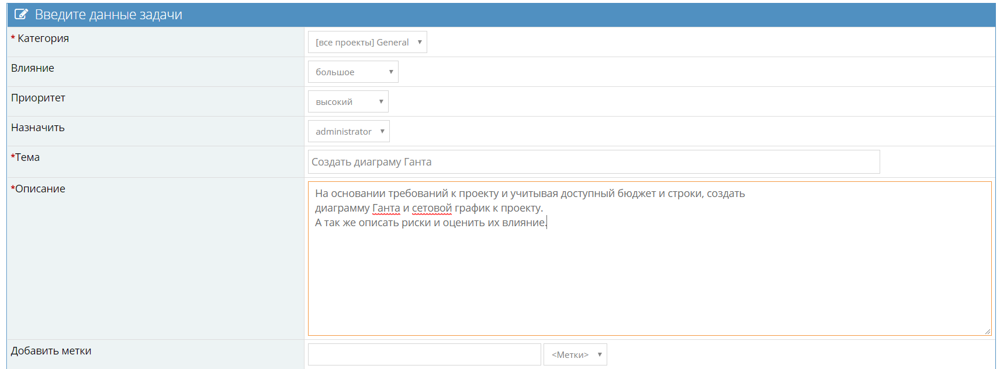 Введите данные задачи
* Категория
[все проекты] General
Влияние
большое
Приоритет
высокий
Назначить
administrator
*Тема
Создать диаграму Ганта
*Описание
На основании требований к проекту и учитывая доступный бюджет и строки, создать
диаграмму Ганта и сетовой график к проекту.
А так же описать риски и оценить их влияние.
Добавить метки
<Метки>